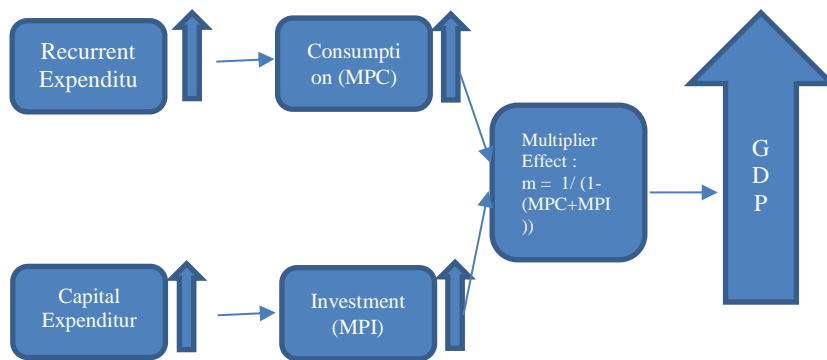 Recurrent
Expenditu
Consumpti
on (MPC)
Multiplier
Effect :
m = 1/ (1-
(MPC+MPI
))
G
D
P
Capital
Expenditur
Investment
(MPI)